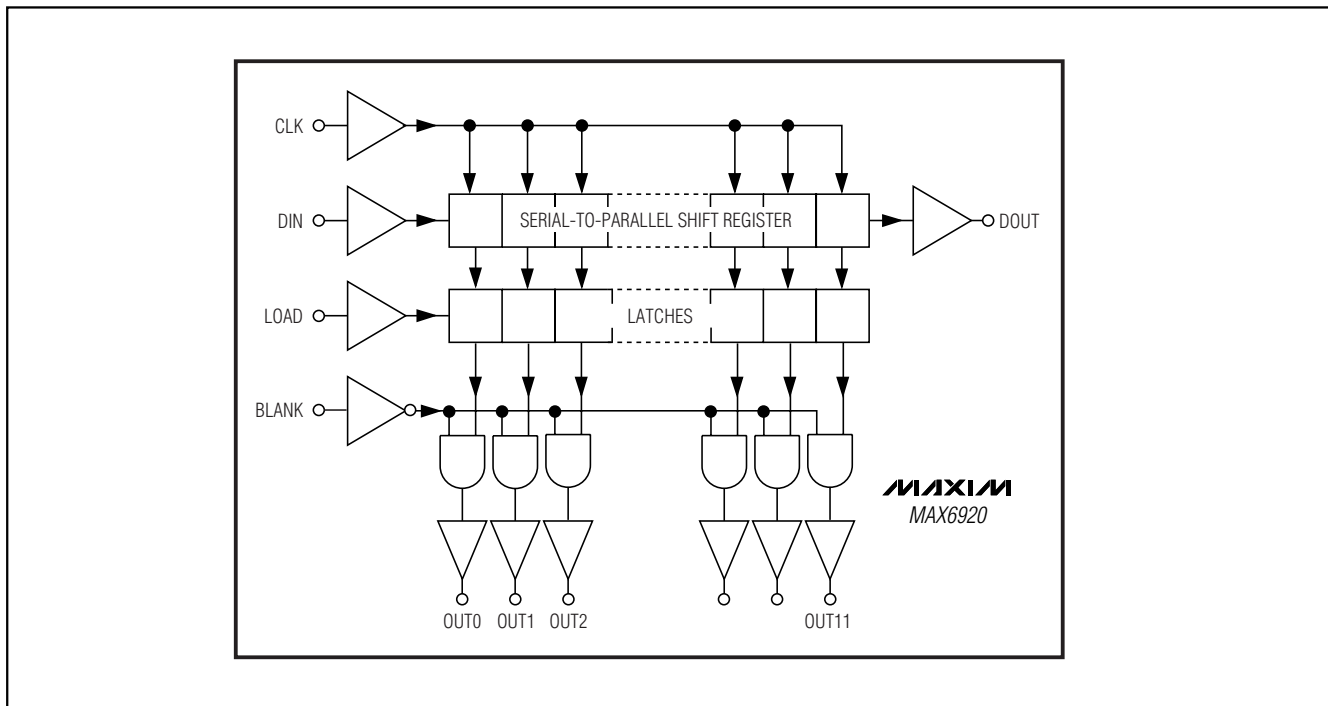 CLK
DIN
SERIAL-TO-PARALLEL SHIFT REGISTER
DOUT
LOAD
LATCHES
BLANK
MAXIM
MAX6920
OUT0
OUT1
OUT2
OUT11